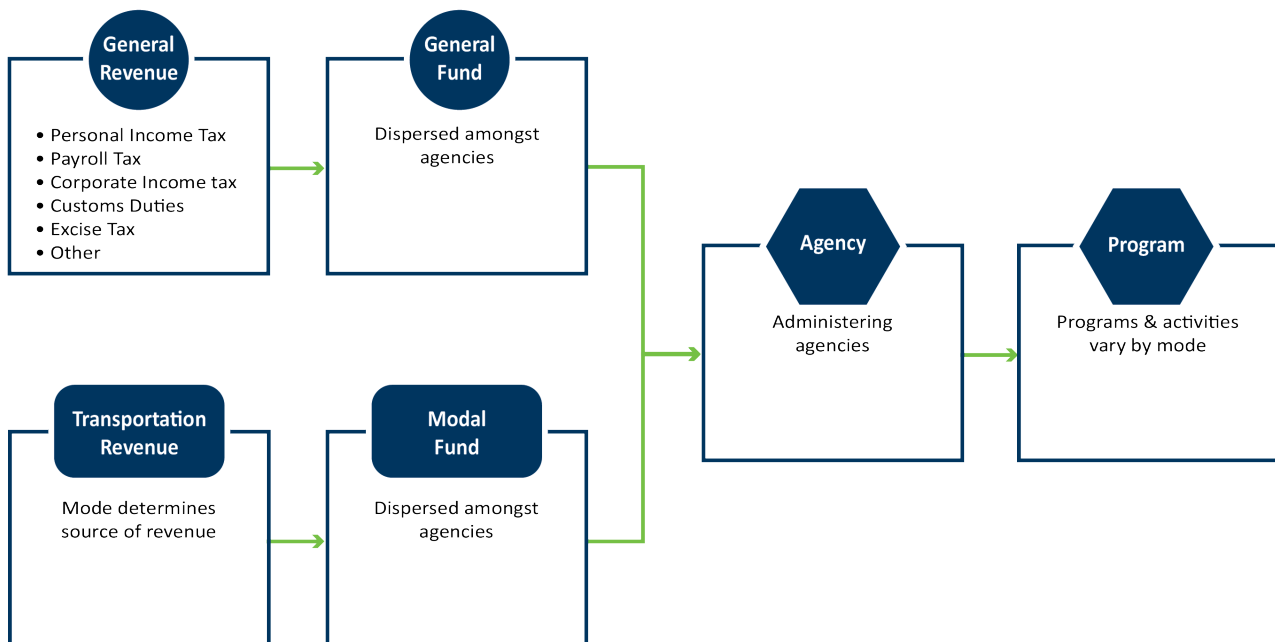 General
Revenue
• Personal Income Tax
• Payroll Tax
• Corporate Income tax
• Customs Duties
• Excise Tax
• Other
General
Fund
Dispersed amongst
agencies
Transportation
Revenue
Mode determines
source of revenue
Modal
Fund
Dispersed amongst
agencies
Agency
Administering
agencies
Program
Programs & activities
vary by mode